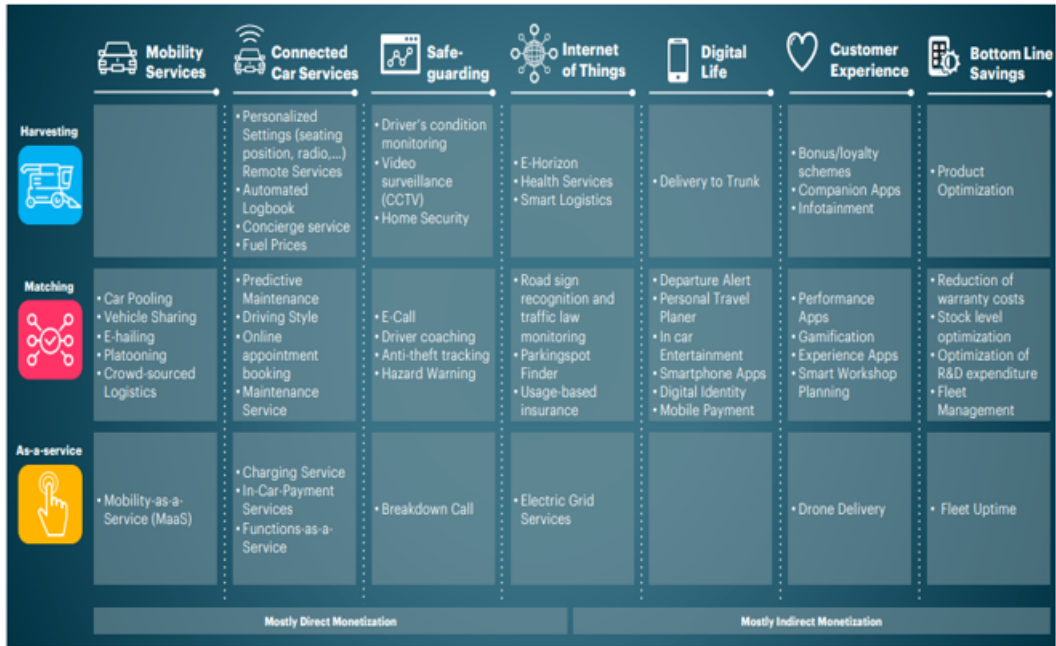 Mobility
Services
Connected
Car Services
Safe-
guarding
Internet
of Things
Digital
Life
Customer
Experience
Bottom Line
Savings
Harvesting
• Personalized
Settings (seating
position, radio,...)
Remote Services
• Automated
Logbook
• Concierge service
• Fuel Prices
• Driver's condition
monitoring
• Video
surveillance
(CCTV)
• Home Security
• E-Horizon
• Health Services
• Smart Logistics
• Delivery to Trunk
• Bonus/loyalty
schemes
• Companion Apps
• Infotainment
• Product
Optimization
Matching
• Car Pooling
• Vehicle Sharing
• E-hailing
• Platooning
• Crowd-sourced
Logistics
• Predictive
Maintenance
• Driving Style
• Online
appointment
booking
• Maintenance
Service
• E-Call
• Driver coaching
• Anti-theft tracking
• Hazard Warning
• Road sign
recognition and
traffic law
monitoring
• Parkingspot
Finder
• Usage-based
insurance
• Departure Alert
• Personal Travel
Planer
• In car
Entertainment
• Smartphone Apps
• Digital Identity
• Mobile Payment
• Performance
Apps
• Gamification
• Experience Apps
• Smart Workshop
Planning
• Reduction of
warranty costs
• Stock level
optimization
• Optimization of
R&D expenditure
• Fleet
Management
As-a-service
• Mobility-as-a-
Service (MaaS)
• Charging Service
• In-Car-Payment
Services
• Functions-as-a-
Service
• Breakdown Call
• Electric Grid
Services
• Drone Delivery
• Fleet Uptime
Mostly Direct Monetization
Mostly Indirect Monetization